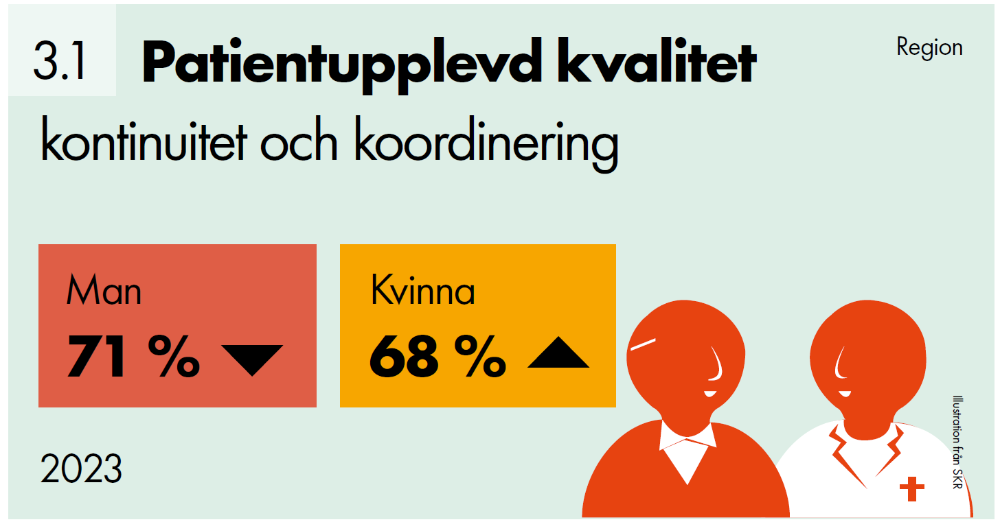 3.1 Patientupplevd kvalitet
Region
kontinuitet och koordinering
Man
71 %
Kvinna
68 %
2023
Illustration från SKR